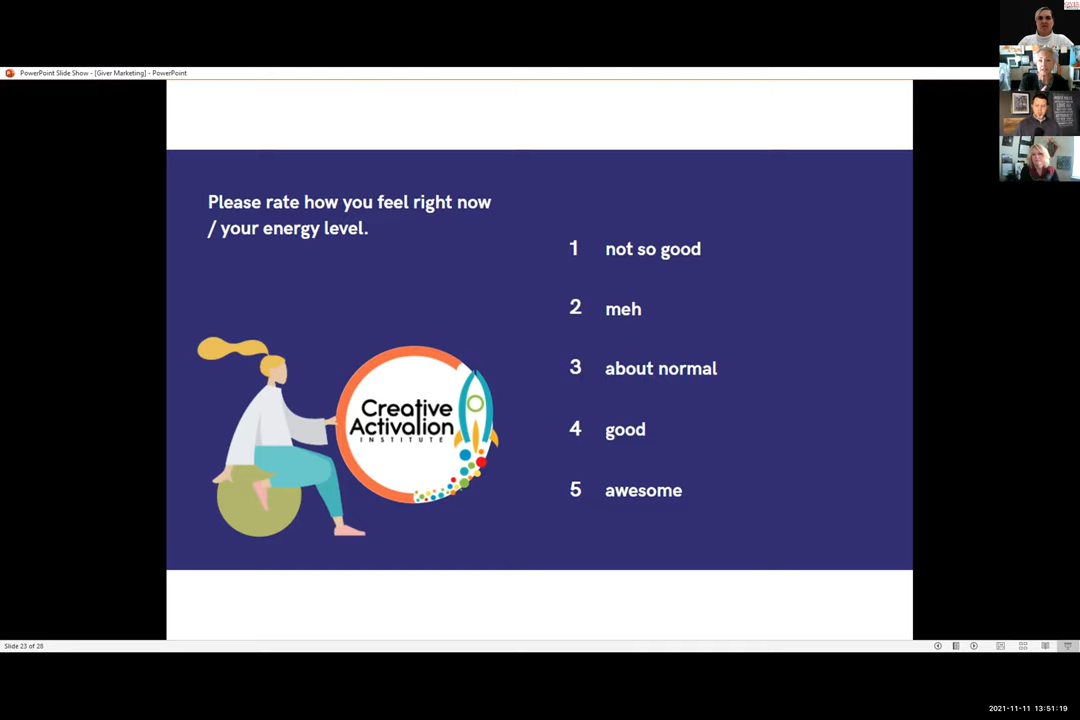 GIVER
PowerPoint Slide Show - [Giver Marketing] - PowerPoint
Please rate how you feel right now
/ your energy level.
1 not so good
2 meh
3 about normal
4 good
5 awesome
Creative
Activation
INSTITUTE
Slide 23 of 28
2021-11-11 13:51:19